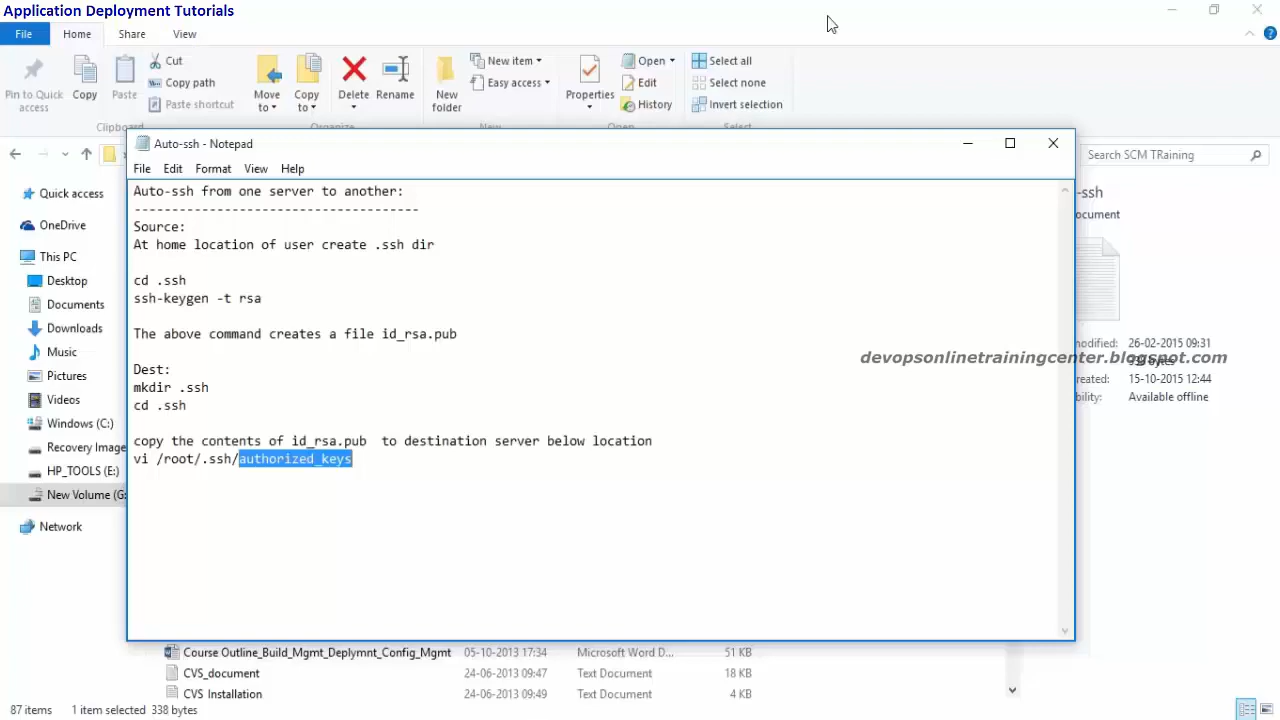 Application Deployment Tutorials
File Home Share View
Pin to Quick access
Copy
Paste
Cut
Copy path
Paste shortcut
Move to
Copy to
Delete
Rename
New folder
New item
Easy access
Properties
Open
Edit
History
Select all
Select none
Invert selection
Clipboard Organize New Open Select
Search SCM TRaining
Auto-ssh - Notepad
File Edit Format View Help
Auto-ssh from one server to another:
--------------------------------------
Source:
At home location of user create .ssh dir
cd .ssh
ssh-keygen -t rsa
The above command creates a file id_rsa.pub
Dest:
mkdir .ssh
cd .ssh
copy the contents of id_rsa.pub  to destination server below location
vi /root/.ssh/authorized_keys
Quick access
OneDrive
This PC
Desktop
Documents
Downloads
Music
Pictures
Videos
Windows (C:)
Recovery Image
HP_TOOLS (E:)
New Volume (G:
Network
-ssh
ocument
modified: 26-02-2015 09:31
devopsonlinetrainingcenter.blogspot.com
reated: 15-10-2015 12:44
bility: Available offline
Course Outline_Build_Mgmt_Deplymnt_Config_Mgmt 05-10-2013 17:34 Microsoft Word D... 51 KB
CVS_document 24-06-2013 09:47 Text Document 18 KB
CVS Installation 24-06-2013 09:49 Text Document 4 KB
87 items 1 item selected 338 bytes